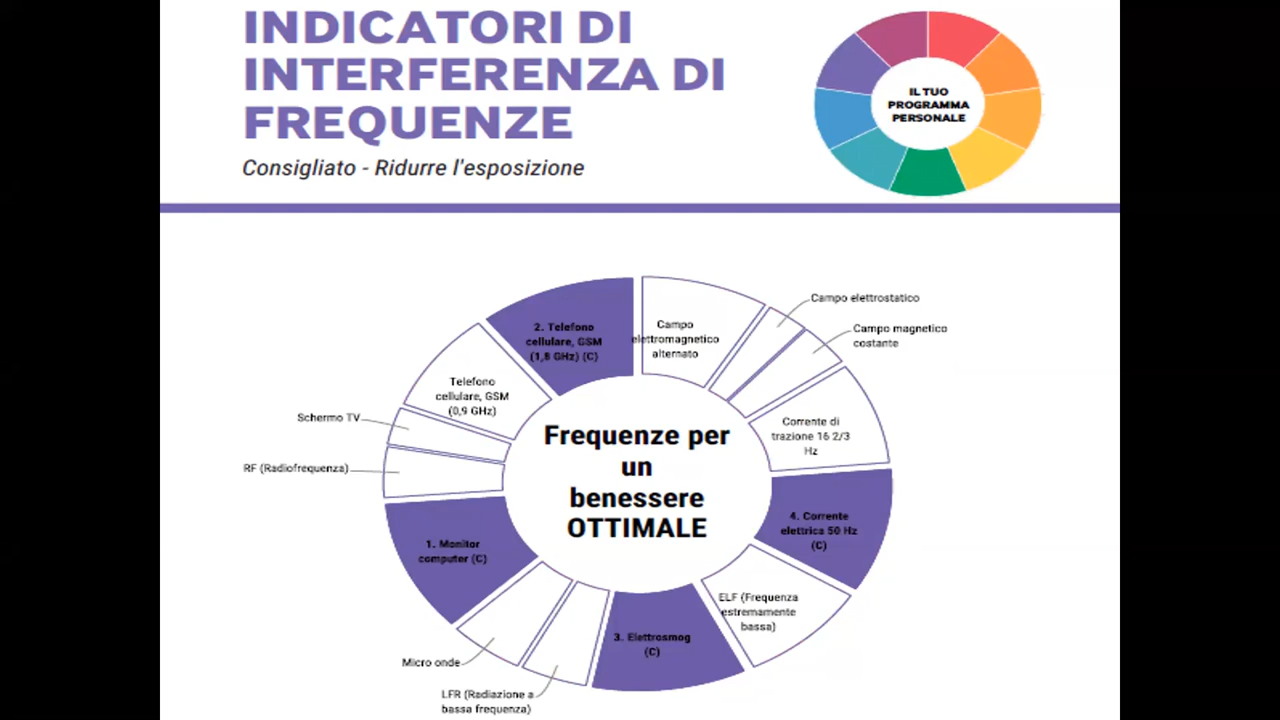 INDICATORI DI
INTERFERENZA DI
FREQUENZE
Consigliato - Ridurre l'esposizione
IL TUO
PROGRAMMA
PERSONALE
Campo elettrostatico
Campo magnetico
costante
2. Telefono
cellulare, GSM
(1,8 GHz) (C)
Campo
elettromagnetico
alternato
Telefono
cellulare, GSM
(0,9 GHz)
Schermo TV
Corrente di
trazione 16 2/3
Hz
RF (Radiofrequenza)
Frequenze per
un
benessere
OTTIMALE
4. Corrente
elettrica 50 Hz
(C)
1. Monitor
computer (C)
ELF (Frequenza
estremamente
bassa)
3. Elettrosmog
(C)
Micro onde
LFR (Radiazione a
bassa frequenza)